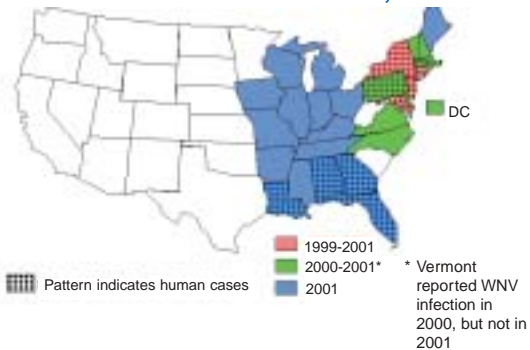 DC
1999-2001
2000-2001*
2001
Pattern indicates human cases
* Vermont
reported WNV
infection in
2000, but not in
2001